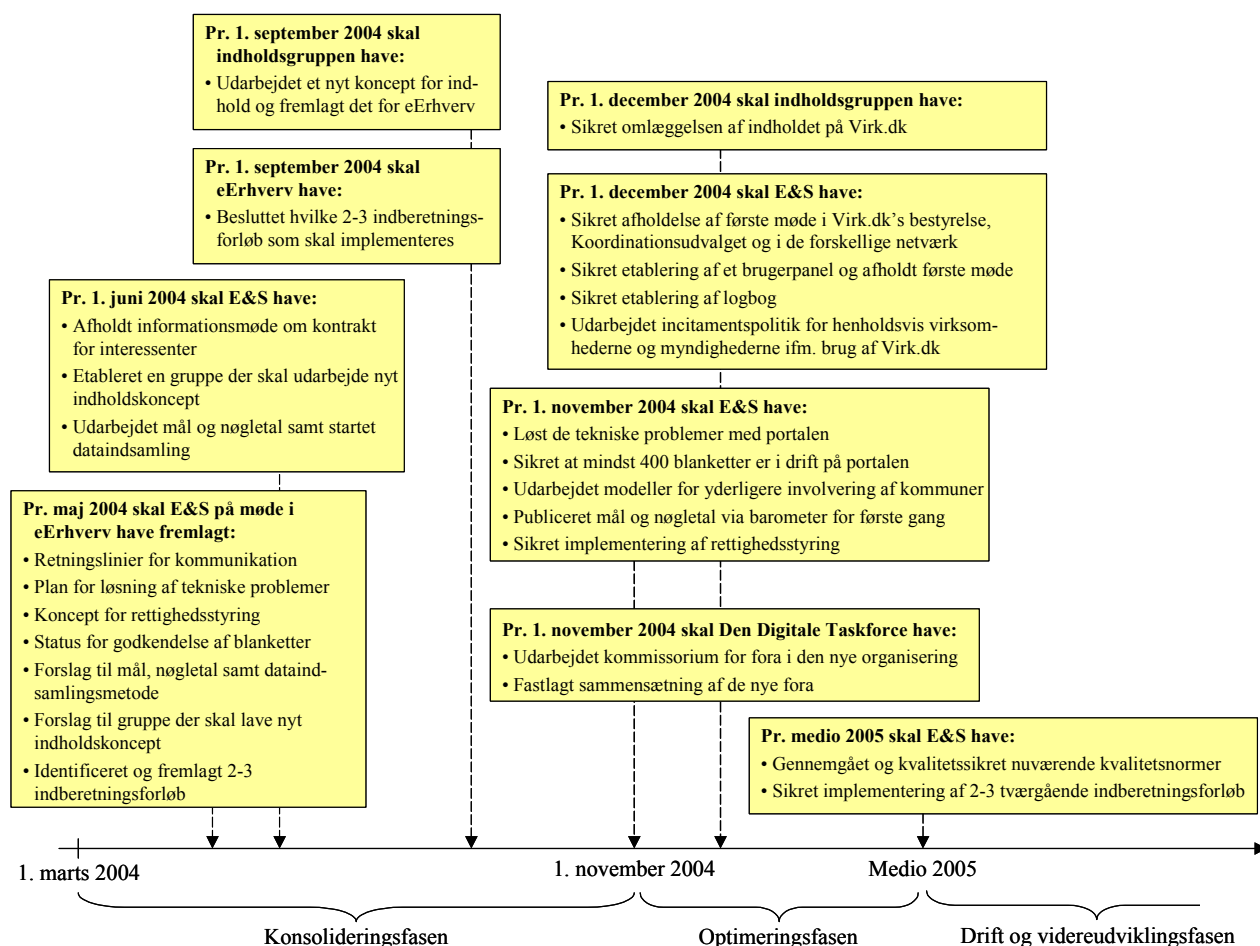 Pr. 1. september 2004 skal
indholdsgruppen have:
• Udarbejdet et nyt koncept for ind-
hold og fremlagt det for eErhverv
Pr. 1. september 2004 skal
eErhverv have:
• Besluttet hvilke 2-3 indberetnings-
forløb som skal implementeres
Pr. 1. juni 2004 skal E&S have:
• Afholdt informationsmøde om kontrakt
for interessenter
• Etableret en gruppe der skal udarbejde nyt
indholdskoncept
• Udarbejdet mål og nøgletal samt startet
dataindsamling
Pr. maj 2004 skal E&S på møde i
eErhverv have fremlagt:
• Retningslinier for kommunikation
• Plan for løsning af tekniske problemer
• Koncept for rettighedsstyring
• Status for godkendelse af blanketter
• Forslag til mål, nøgletal samt dataind-
samlingsmetode
• Forslag til gruppe der skal lave nyt
indholdskoncept
• Identificeret og fremlagt 2-3
indberetningsforløb
Pr. 1. december 2004 skal indholdsgruppen have:
• Sikret omlæggelsen af indholdet på Virk.dk
Pr. 1. december 2004 skal E&S have:
• Sikret afholdelse af første møde i Virk.dk's bestyrelse,
Koordinationsudvalget og i de forskellige netværk
• Sikret etablering af et brugerpanel og afholdt første møde
• Sikret etablering af logbog
• Udarbejdet incitamentspolitik for henholdsvis virksom-
hederne og myndighederne ifm. brug af Virk.dk
Pr. 1. november 2004 skal E&S have:
• Løst de tekniske problemer med portalen
• Sikret at mindst 400 blanketter er i drift på portalen
• Udarbejdet modeller for yderligere involvering af kommuner
• Publiceret mål og nøgletal via barometer for første gang
• Sikret implementering af rettighedsstyring
Pr. 1. november 2004 skal Den Digitale Taskforce have:
• Udarbejdet kommissorium for fora i den nye organisering
• Fastlagt sammensætning af de nye fora
Pr. medio 2005 skal E&S have:
• Gennemgået og kvalitetssikret nuværende kvalitetsnormer
• Sikret implementering af 2-3 tværgående indberetningsforløb
1. marts 2004
1. november 2004
Medio 2005
Konsolideringsfasen
Optimeringsfasen
Drift og videreudviklingsfasen